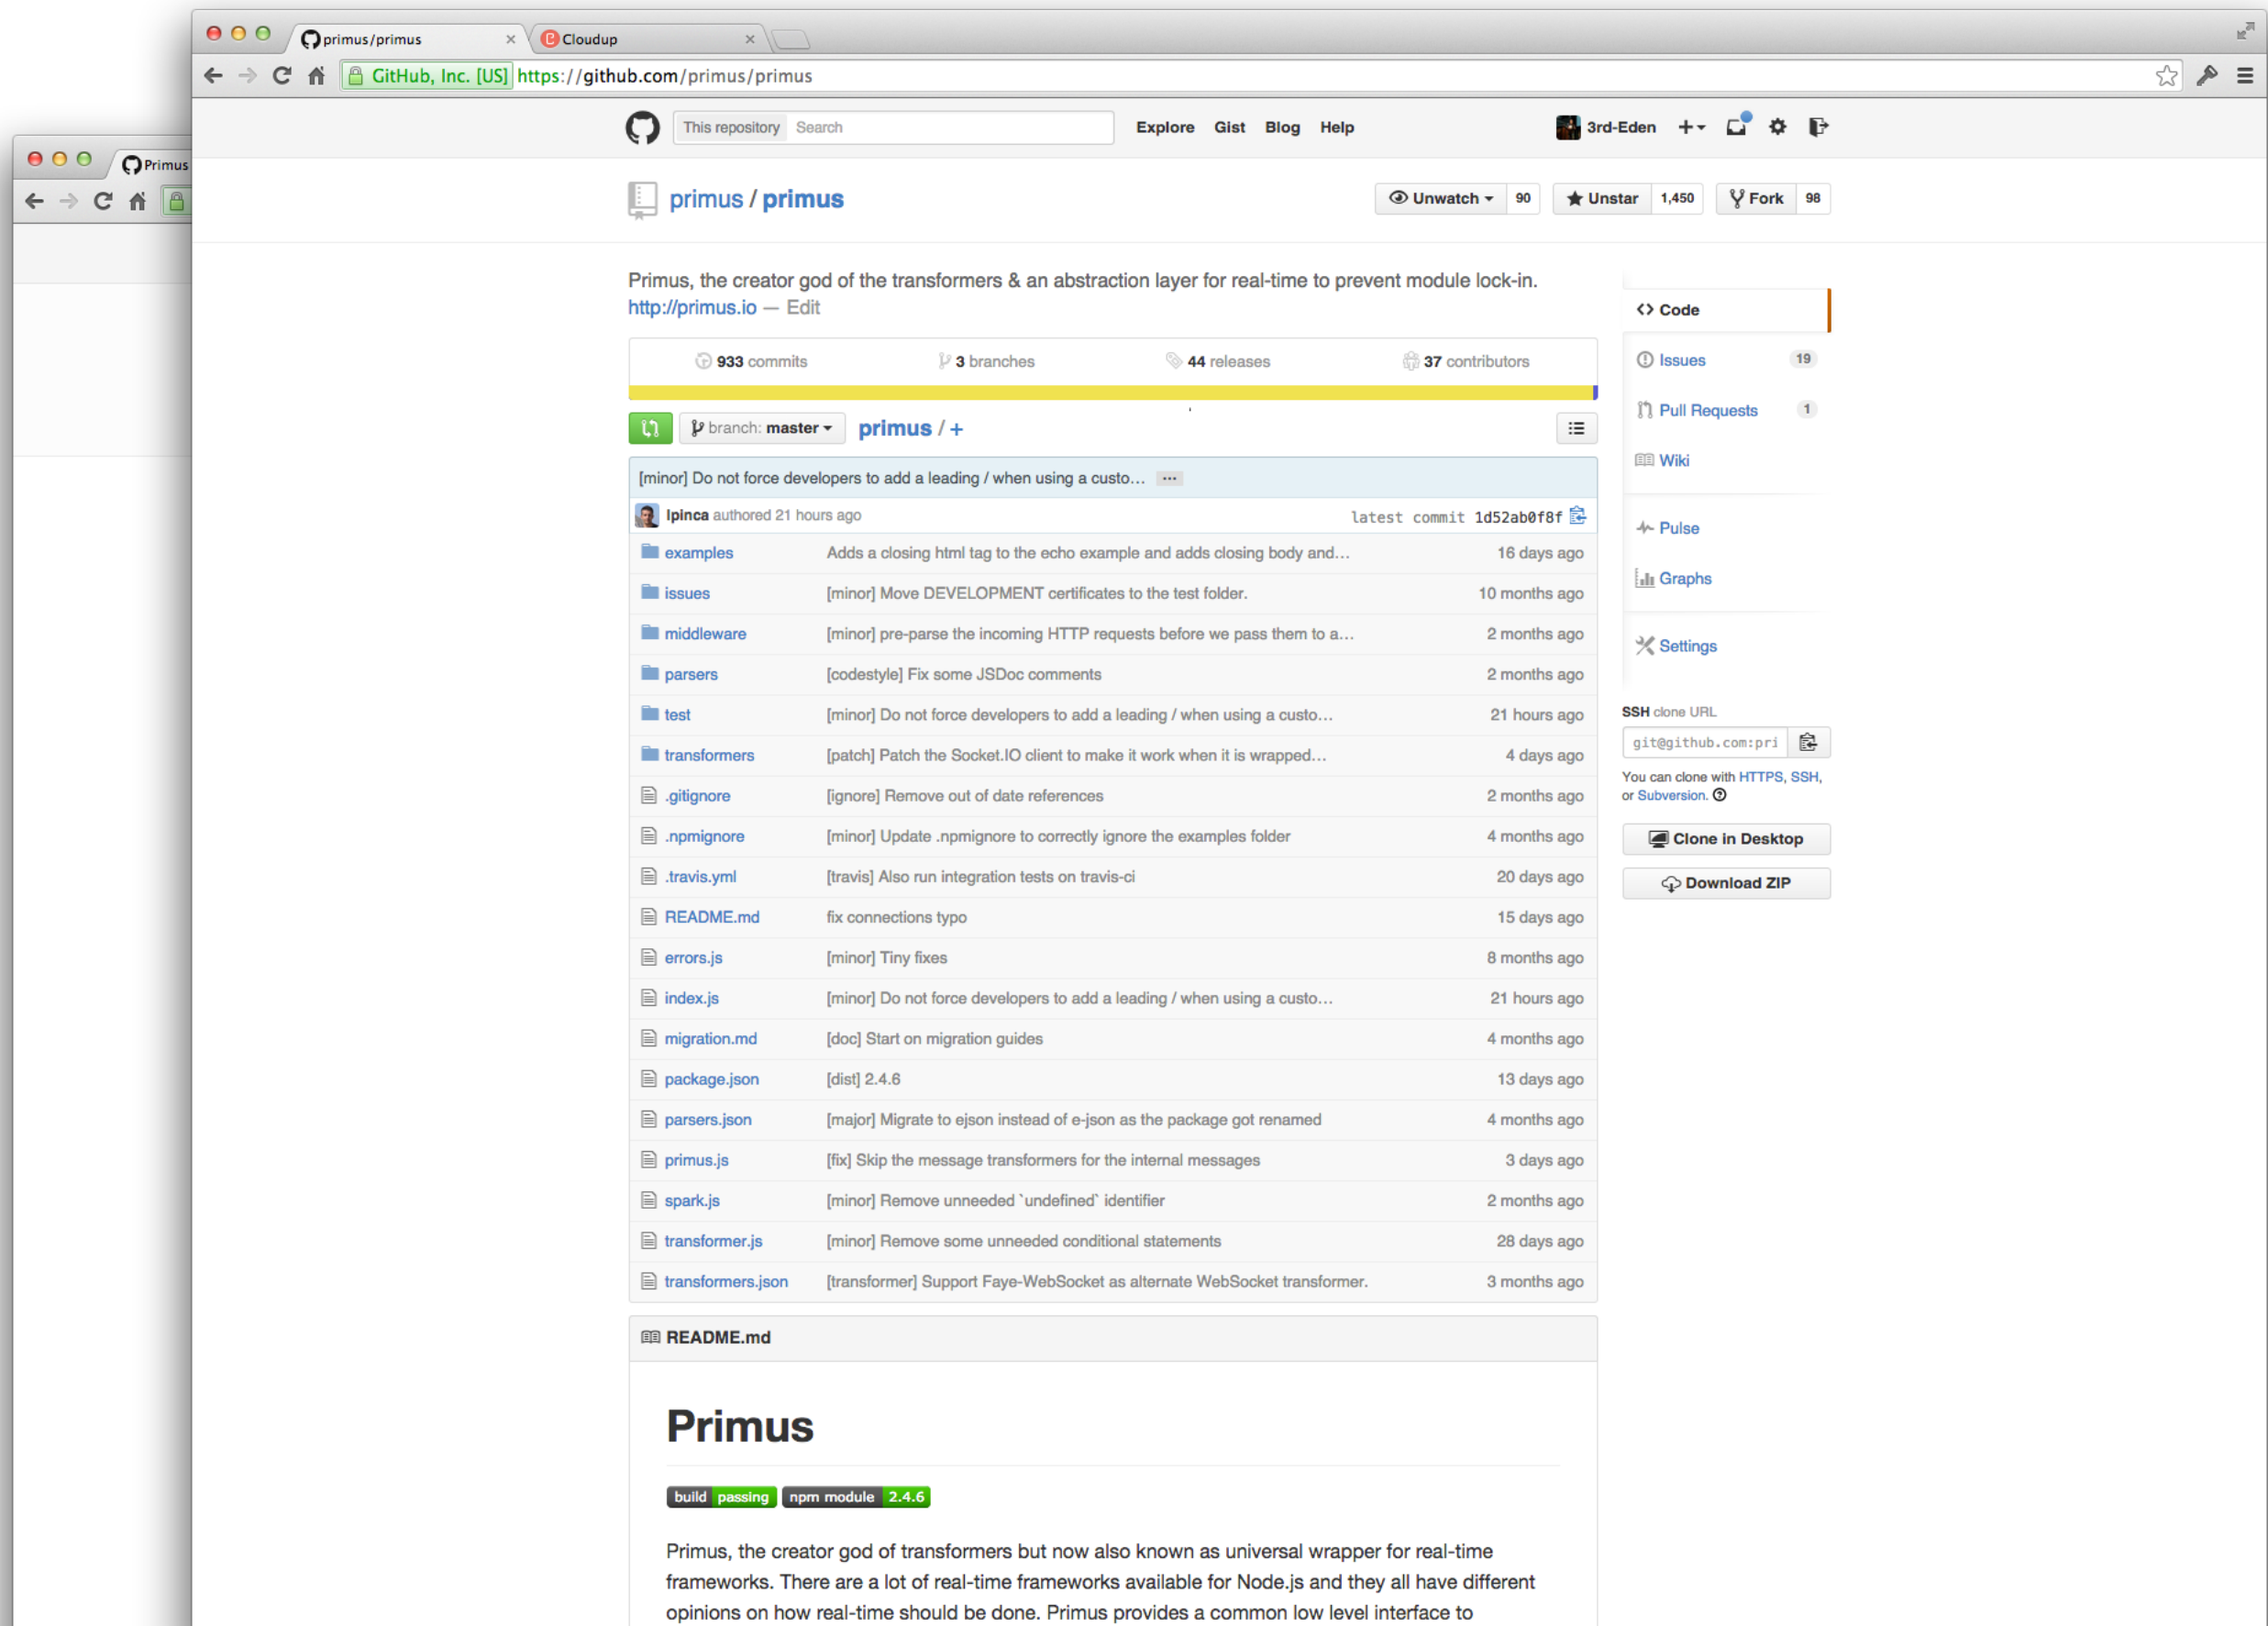 primus/primus
Cloudup
GitHub, Inc. [US] https://github.com/primus/primus
Primus
This repository Search Explore Gist Blog Help 3rd-Eden
primus / primus Unwatch 90 Unstar 1,450 Fork 98
Primus, the creator god of the transformers & an abstraction layer for real-time to prevent module lock-in.
http://primus.io — Edit
933 commits 3 branches 44 releases 37 contributors
branch: master primus / +
[minor] Do not force developers to add a leading / when using a custo… ...
lpinca authored 21 hours ago latest commit 1d52ab0f8f
examples Adds a closing html tag to the echo example and adds closing body and… 16 days ago
issues [minor] Move DEVELOPMENT certificates to the test folder. 10 months ago
middleware [minor] pre-parse the incoming HTTP requests before we pass them to a… 2 months ago
parsers [codestyle] Fix some JSDoc comments 2 months ago
test [minor] Do not force developers to add a leading / when using a custo… 21 hours ago
transformers [patch] Patch the Socket.IO client to make it work when it is wrapped… 4 days ago
.gitignore [ignore] Remove out of date references 2 months ago
.npmignore [minor] Update .npmignore to correctly ignore the examples folder 4 months ago
.travis.yml [travis] Also run integration tests on travis-ci 20 days ago
README.md fix connections typo 15 days ago
errors.js [minor] Tiny fixes 8 months ago
index.js [minor] Do not force developers to add a leading / when using a custo… 21 hours ago
migration.md [doc] Start on migration guides 4 months ago
package.json [dist] 2.4.6 13 days ago
parsers.json [major] Migrate to ejson instead of e-json as the package got renamed 4 months ago
primus.js [fix] Skip the message transformers for the internal messages 3 days ago
spark.js [minor] Remove unneeded `undefined` identifier 2 months ago
transformer.js [minor] Remove some unneeded conditional statements 28 days ago
transformers.json [transformer] Support Faye-WebSocket as alternate WebSocket transformer. 3 months ago
README.md
Primus
build passing npm module 2.4.6
Primus, the creator god of transformers but now also known as universal wrapper for real-time
frameworks. There are a lot of real-time frameworks available for Node.js and they all have different
opinions on how real-time should be done. Primus provides a common low level interface to
Code
Issues 19
Pull Requests 1
Wiki
Pulse
Graphs
Settings
SSH clone URL
git@github.com:pri
You can clone with HTTPS, SSH,
or Subversion.
Clone in Desktop
Download ZIP